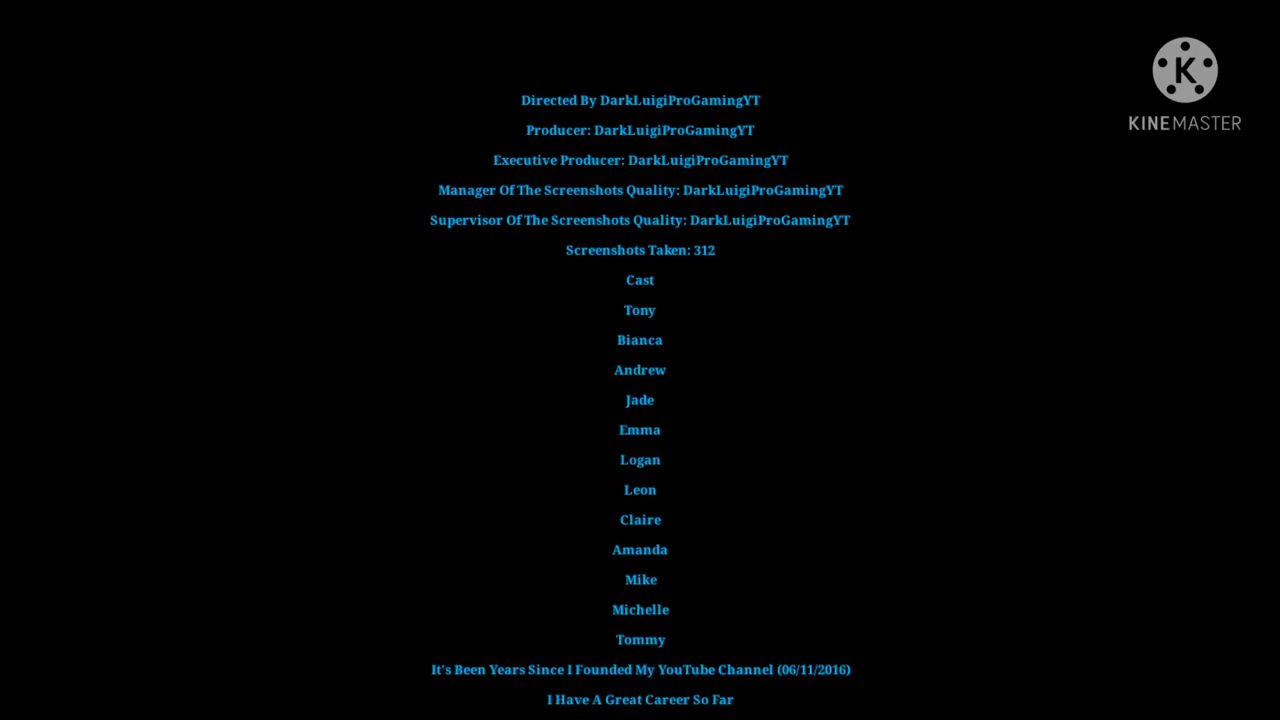 Directed By DarkLuigiProGamingYT
Producer: DarkLuigiProGamingYT
Executive Producer: DarkLuigiProGamingYT
Manager Of The Screenshots Quality: DarkLuigiProGamingYT
Supervisor Of The Screenshots Quality: DarkLuigiProGamingYT
Screenshots Taken: 312
Cast
Tony
Bianca
Andrew
Jade
Emma
Logan
Leon
Claire
Amanda
Mike
Michelle
Tommy
It's Been Years Since I Founded My YouTube Channel (06/11/2016)
I Have A Great Career So Far
K
KINEMASTER